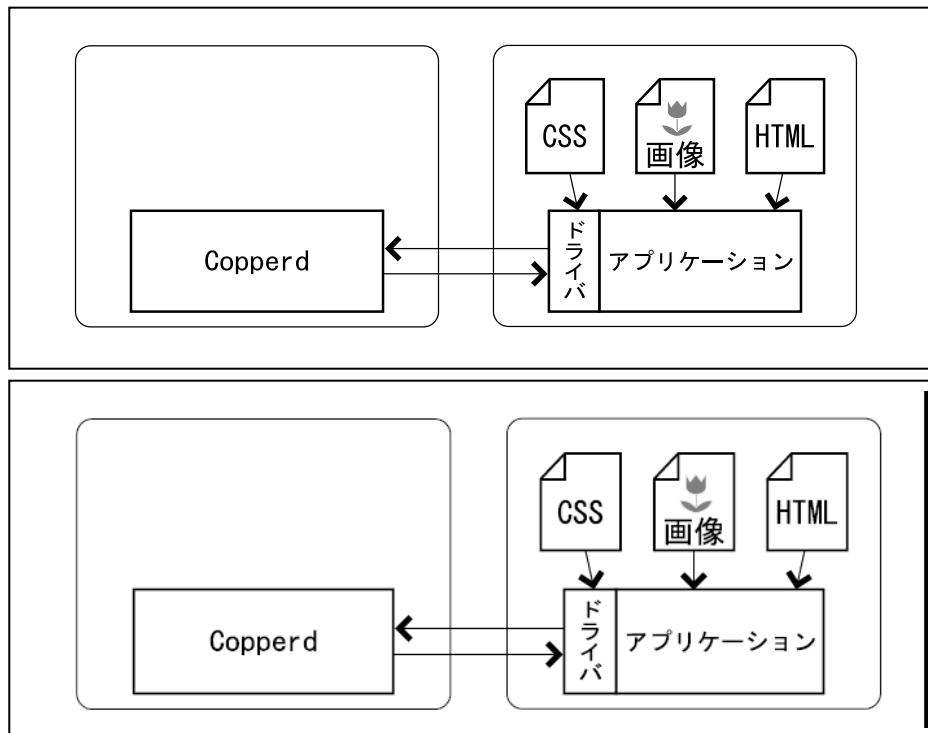 CSS
画像
HTML
Copperd
ドライバ
アプリケーション
CSS
画像
HTML
Copperd
ドライバ
アプリケーション